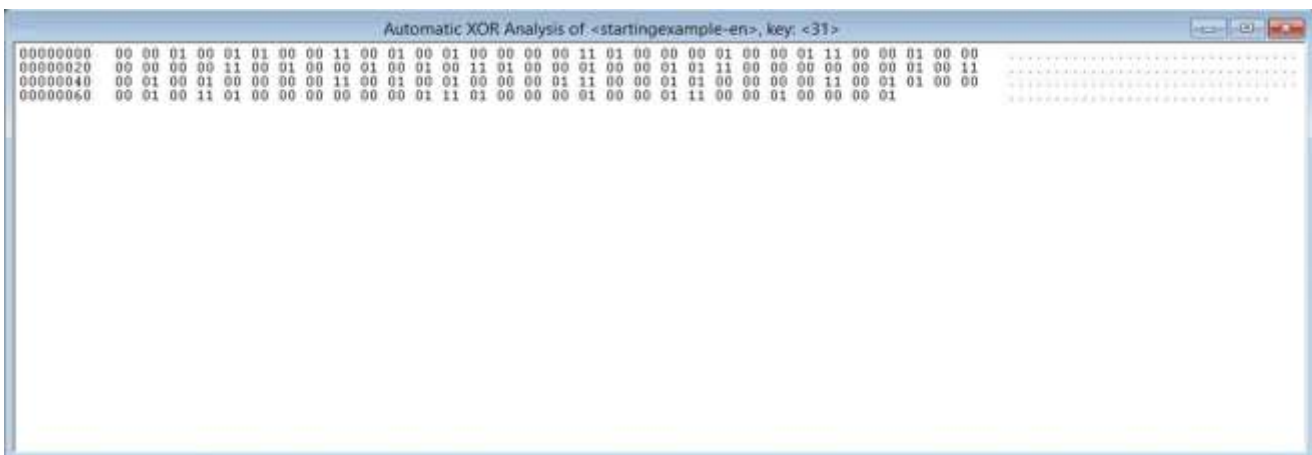 Automatic XOR Analysis of <startingexample-en>, key: <31>
00000000 00 00 01 00 01 01 00 00 11 00 01 00 01 00 00 00 00 11 01 00 00 00 01 00 00 01 11 00 00 01 00 00 ................................
00000020 00 00 00 00 11 00 01 00 00 01 00 01 00 11 01 00 00 01 00 00 01 01 11 00 00 00 00 00 00 01 00 11 ................................
00000040 00 01 00 01 00 00 00 00 11 00 01 00 01 00 00 00 01 11 00 00 01 01 00 00 00 00 11 00 01 01 00 00 ................................
00000060 00 01 00 11 01 00 00 00 00 00 00 01 11 01 00 00 00 01 00 00 01 11 00 00 01 00 00 00 01 .............................